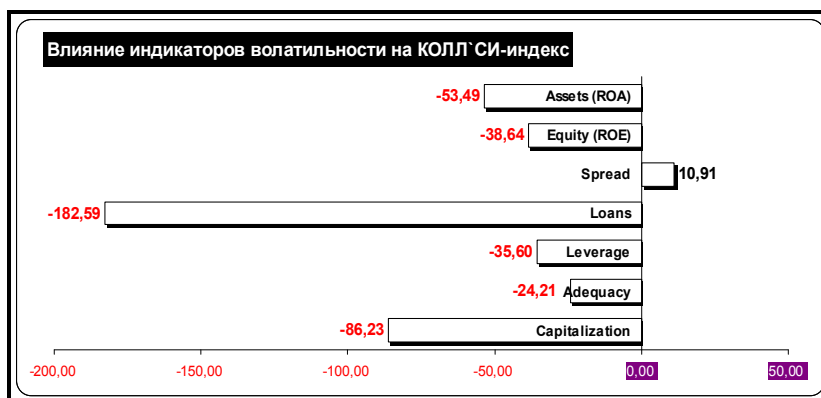 Влияние индикаторов волатильности на КОЛЛ`СИ-индекс
-53,49 Assets (ROA)
-38,64 Equity (ROE)
Spread 10,91
-182,59 Loans
-35,60 Leverage
-24,21 Adequacy
-86,23 Capitalization
-200,00 -150,00 -100,00 -50,00 0,00 50,00